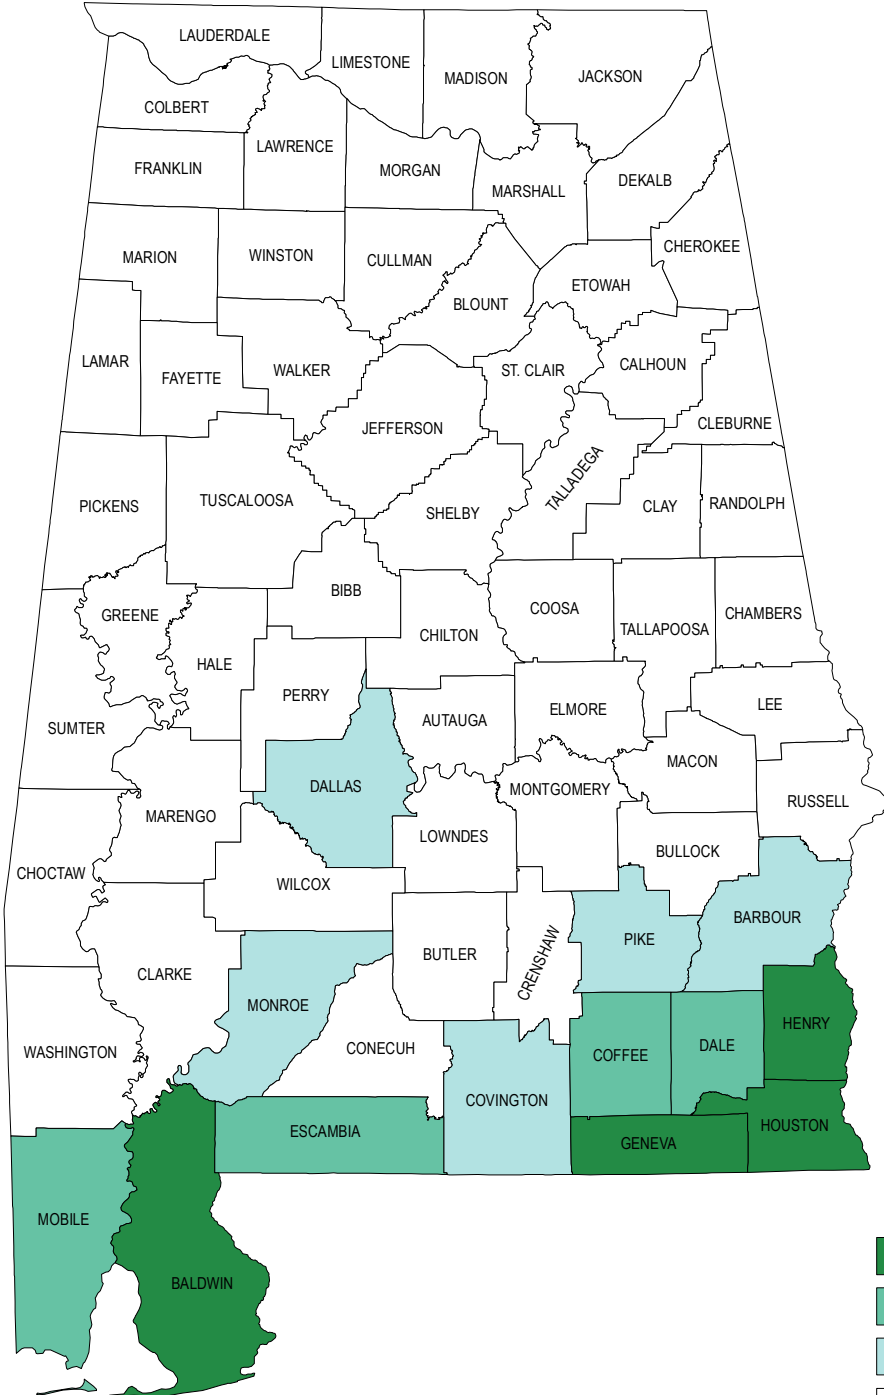 LAUDERDALE
LIMESTONE
MADISON
JACKSON
COLBERT
LAWRENCE
FRANKLIN
MORGAN
MARSHALL
DEKALB
CHEROKEE
MARION
WINSTON
CULLMAN
ETOWAH
BLOUNT
LAMAR
FAYETTE
WALKER
ST. CLAIR
CALHOUN
JEFFERSON
CLEBURNE
TALLADEGA
PICKENS
TUSCALOOSA
SHELBY
CLAY
RANDOLPH
BIBB
GREENE
COOSA
CHAMBERS
TALLAPOOSA
CHILTON
HALE
PERRY
SUMTER
AUTAUGA
ELMORE
LEE
MACON
DALLAS
MONTGOMERY
RUSSELL
MARENGO
LOWNDES
BULLOCK
CHOCTAW
WILCOX
BARBOUR
PIKE
BUTLER
CRENSHAW
CLARKE
MONROE
HENRY
WASHINGTON
CONECUH
COFFEE
DALE
COVINGTON
ESCAMBIA
HOUSTON
GENEVA
MOBILE
BALDWIN